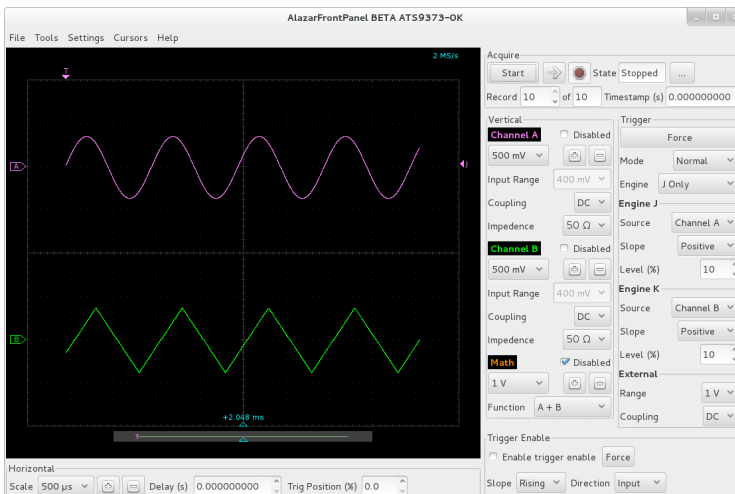 AlazarFrontPanel BETA ATS9373-0K
File Tools Settings Cursors Help
2 MS/s
T
A
J
B
+2.048 ms
T
Horizontal
Scale 500 µs Delay (s) 0.000000000 Trig Position (%) 0.0
Acquire
Start State Stopped ...
Record 10 of 10 Timestamp (s) 0.000000000
Vertical
Channel A Disabled
500 mV
Input Range 400 mV
Coupling DC
Impedance 50 Ω
Channel B Disabled
500 mV
Input Range 400 mV
Coupling DC
Impedence 50 Ω
Math Disabled
1 V
Function A + B
Trigger
Force
Mode Normal
Engine J Only
Engine J
Source Channel A
Slope Positive
Level (%) 10
Engine K
Source Channel B
Slope Positive
Level (%) 10
External
Range 1 V
Coupling DC
Trigger Enable
Enable trigger enable Force
Slope Rising Direction Input